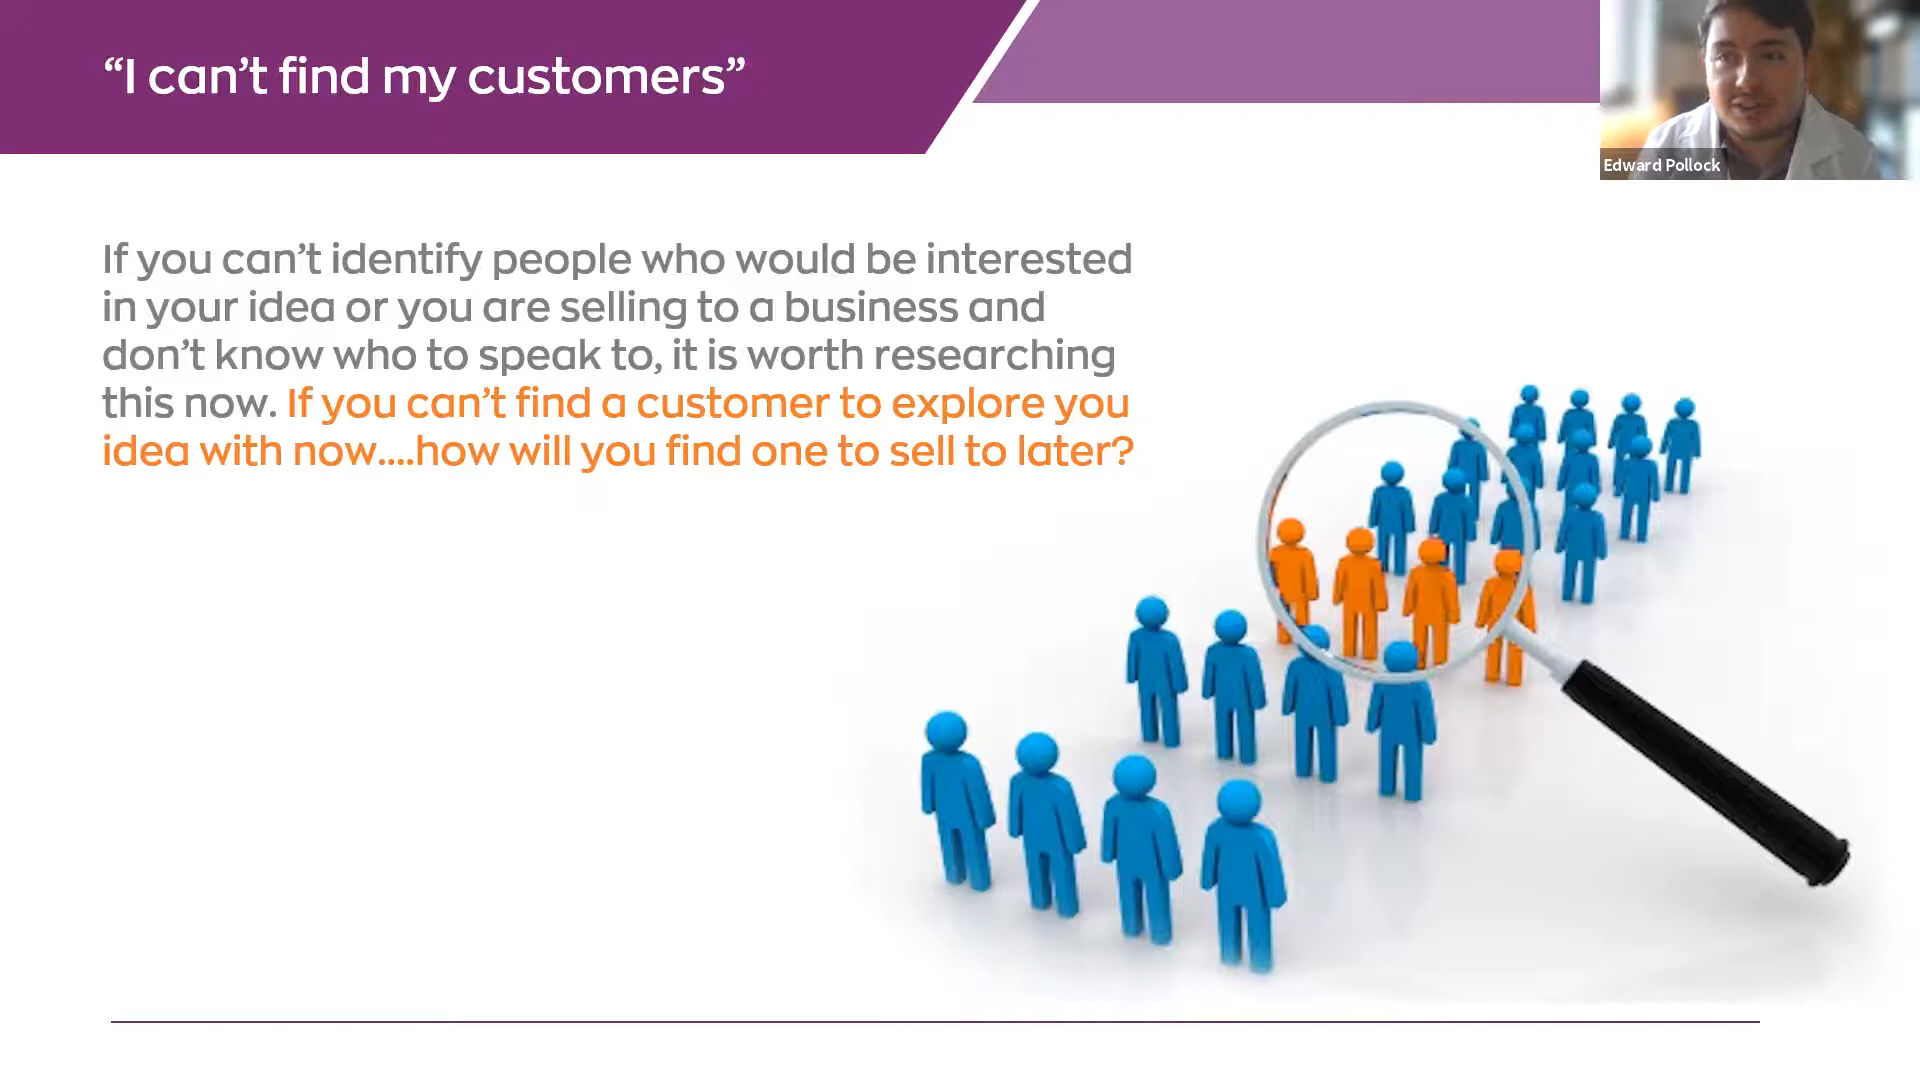 “I can’t find my customers”
Edward Pollock
If you can’t identify people who would be interested
in your idea or you are selling to a business and
don’t know who to speak to, it is worth researching
this now. If you can’t find a customer to explore you
idea with now....how will you find one to sell to later?